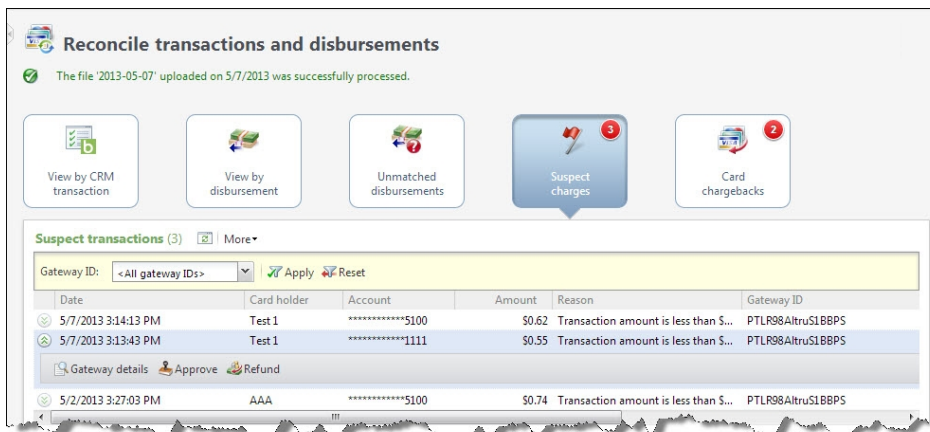 Reconcile transactions and disbursements
The file '2013-05-07' uploaded on 5/7/2013 was successfully processed.
3
2
View by CRM
transaction
View by
disbursement
Unmatched
disbursements
Suspect
charges
Card
chargebacks
Suspect transactions (3) More
Gateway ID: <All gateway IDs> Apply Reset
Date Card holder Account Amount Reason Gateway ID
5/7/2013 3:14:13 PM Test 1 ************5100 $0.62 Transaction amount is less than $... PTLR98AltruS1BBPS
5/7/2013 3:13:43 PM Test 1 ************1111 $0.55 Transaction amount is less than $... PTLR98AltruS1BBPS
Gateway details Approve Refund
5/2/2013 3:27:03 PM AAA ************5100 $0.74 Transaction amount is less than $... PTLR98AltruS1BBPS